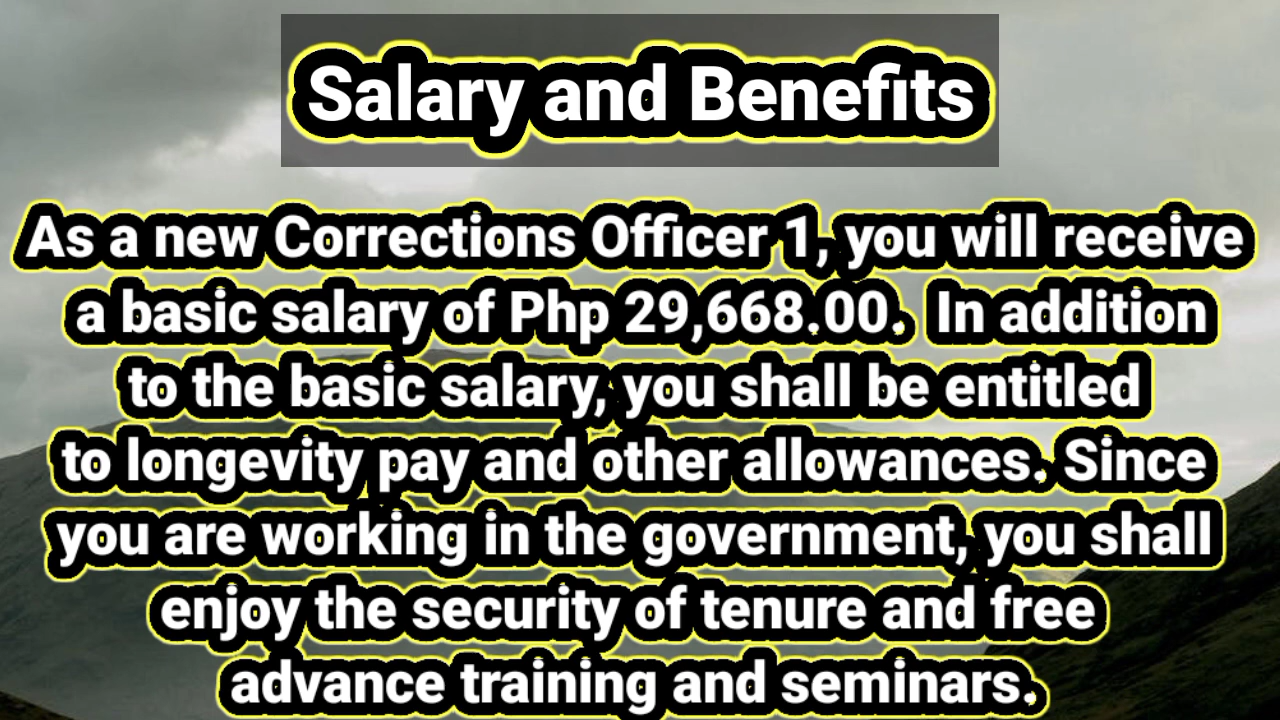 Salary and Benefits
As a new Corrections Officer 1, you will receive
a basic salary of Php 29,668.00.  In addition
to the basic salary, you shall be entitled
to longevity pay and other allowances. Since
you are working in the government, you shall
enjoy the security of tenure and free
advance training and seminars.